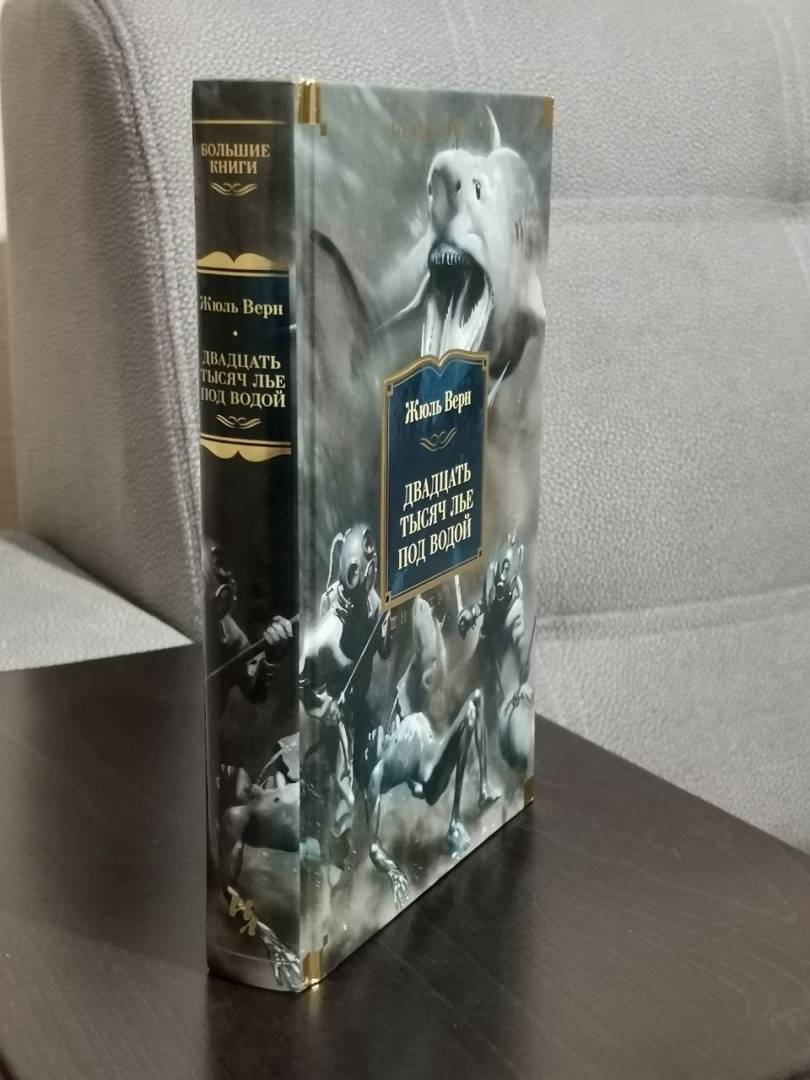 БОЛЬШИЕ
КНИГИ
Жюль Верн
ДВАДЦАТЬ
ТЫСЯЧ ЛЬЕ
ПОД ВОДОЙ
Жюль Верн
ДВАДЦАТЬ
ТЫСЯЧ ЛЬЕ
ПОД ВОДОЙ